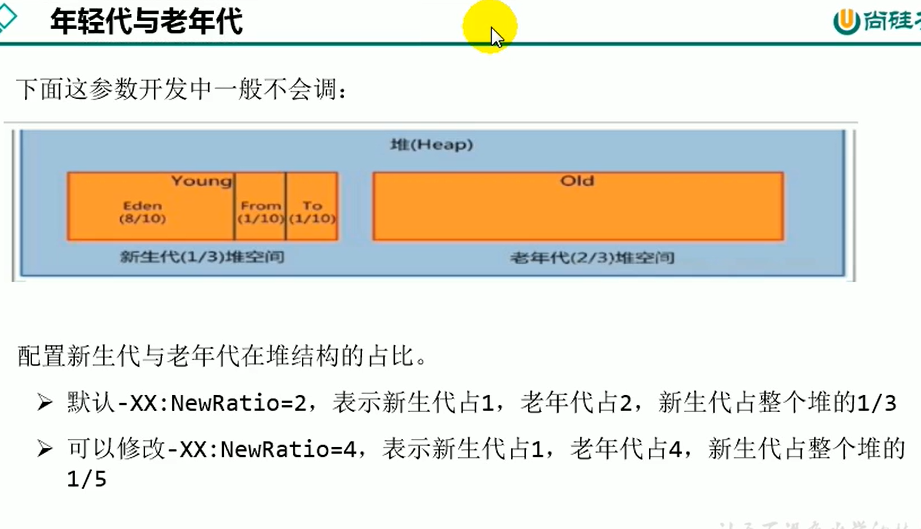 年轻代与老年代
尚硅
下面这参数开发中一般不会调：
堆(Heap)
Young
Old
Eden
From
To
(8/10)
(1/10)
(1/10)
新生代(1/3)堆空间
老年代(2/3)堆空间
配置新生代与老年代在堆结构的占比。
默认-XX:NewRatio=2，表示新生代占1，老年代占2，新生代占整个堆的1/3
可以修改-XX:NewRatio=4，表示新生代占1，老年代占4，新生代占整个堆的
1/5